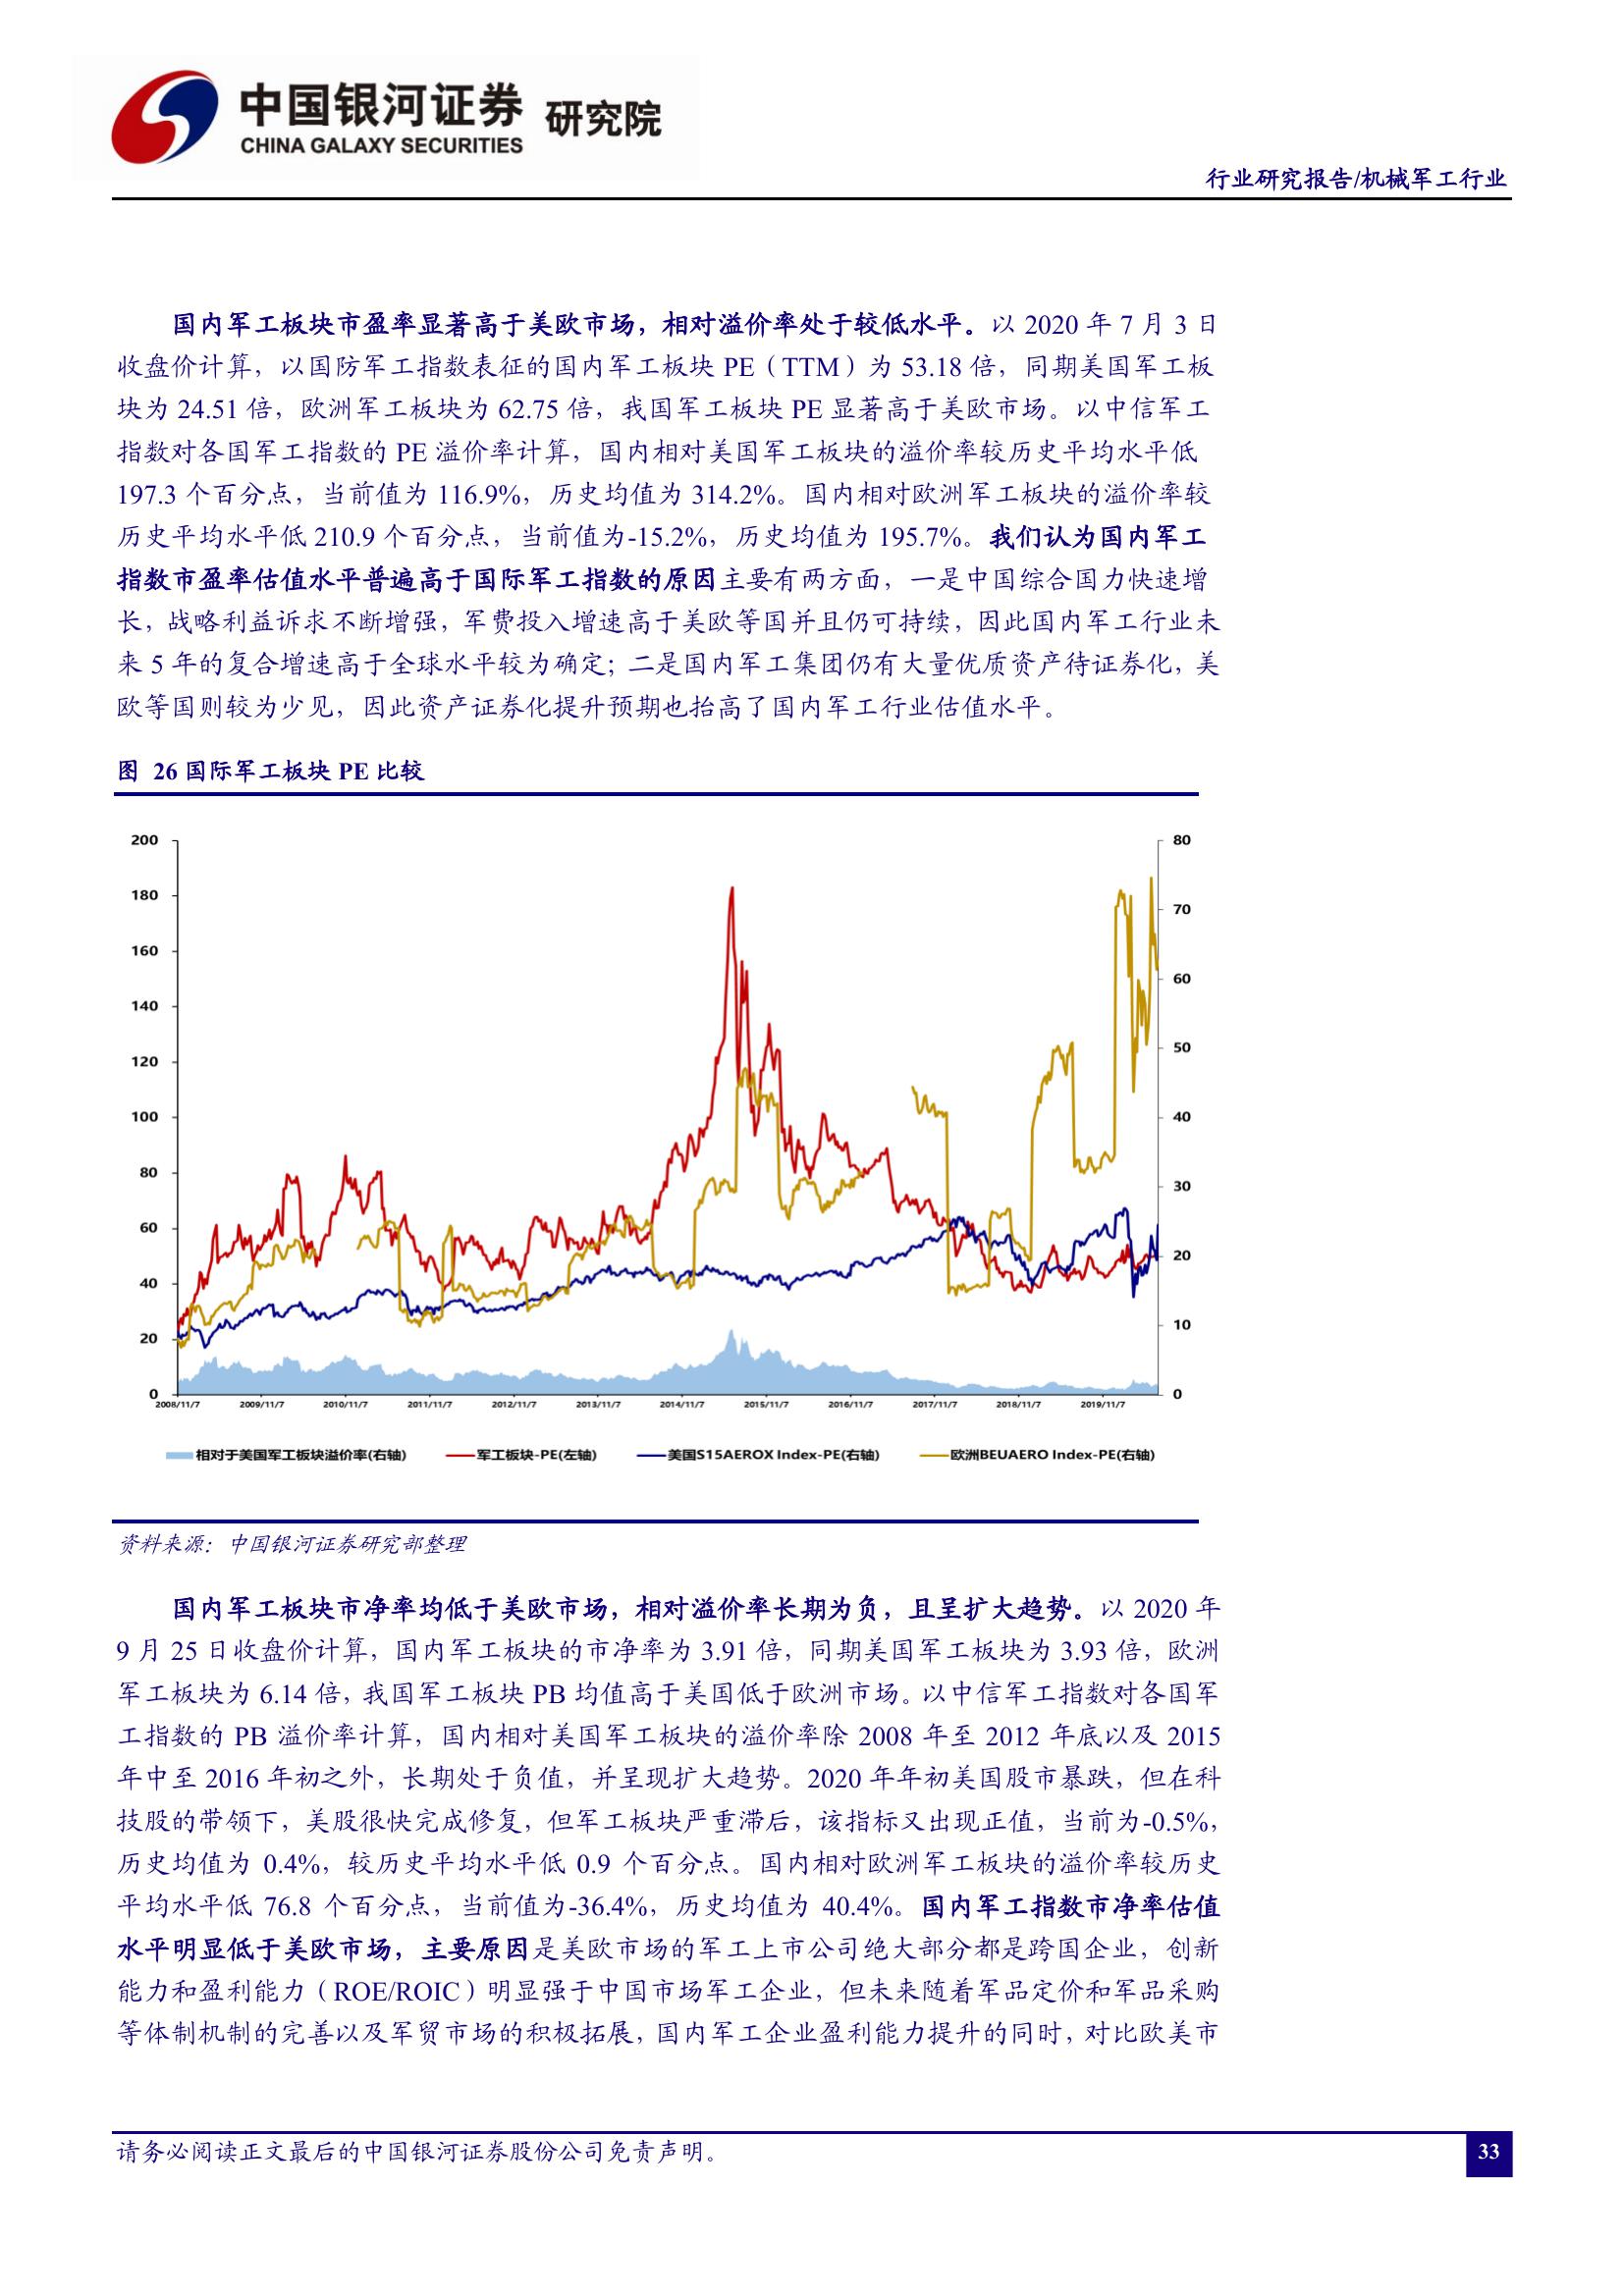 中国银河证券 研究院
CHINA GALAXY SECURITIES
行业研究报告/机械军工行业
国内军工板块市盈率显著高于美欧市场，相对溢价率处于较低水平。以 2020 年 7 月 3 日
收盘价计算，以国防军工指数表征的国内军工板块 PE（TTM）为 53.18 倍，同期美国军工板
块为 24.51 倍，欧洲军工板块为 62.75 倍，我国军工板块 PE 显著高于美欧市场。以中信军工
指数对各国军工指数的 PE 溢价率计算，国内相对美国军工板块的溢价率较历史平均水平低
197.3 个百分点，当前值为 116.9%，历史均值为 314.2%。国内相对欧洲军工板块的溢价率较
历史平均水平低 210.9 个百分点，当前值为-15.2%，历史均值为 195.7%。我们认为国内军工
指数市盈率估值水平普遍高于国际军工指数的原因主要有两方面，一是中国综合国力快速增
长，战略利益诉求不断增强，军费投入增速高于美欧等国并且仍可持续，因此国内军工行业未
来 5 年的复合增速高于全球水平较为确定；二是国内军工集团仍有大量优质资产待证券化，美
欧等国则较为少见，因此资产证券化提升预期也抬高了国内军工行业估值水平。
图 26 国际军工板块 PE 比较
200
180
160
140
120
100
80
60
40
20
0
80
70
60
50
40
30
20
10
0
2008/11/7 2009/11/7 2010/11/7 2011/11/7 2012/11/7 2013/11/7 2014/11/7 2015/11/7 2016/11/7 2017/11/7 2018/11/7 2019/11/7
相对于美国军工板块溢价率(右轴) 军工板块-PE(左轴) 美国S15AEROX Index-PE(右轴) 欧洲BEUAERO Index-PE(右轴)
资料来源：中国银河证券研究部整理
国内军工板块市净率均低于美欧市场，相对溢价率长期为负，且呈扩大趋势。以 2020 年
9 月 25 日收盘价计算，国内军工板块的市净率为 3.91 倍，同期美国军工板块为 3.93 倍，欧洲
军工板块为 6.14 倍，我国军工板块 PB 均值高于美国低于欧洲市场。以中信军工指数对各国军
工指数的 PB 溢价率计算，国内相对美国军工板块的溢价率除 2008 年至 2012 年底以及 2015
年中至 2016 年初之外，长期处于负值，并呈现扩大趋势。2020 年年初美国股市暴跌，但在科
技股的带领下，美股很快完成修复，但军工板块严重滞后，该指标又出现正值，当前为-0.5%，
历史均值为 0.4%，较历史平均水平低 0.9 个百分点。国内相对欧洲军工板块的溢价率较历史
平均水平低 76.8 个百分点，当前值为-36.4%，历史均值为 40.4%。国内军工指数市净率估值
水平明显低于美欧市场，主要原因是美欧市场的军工上市公司绝大部分都是跨国企业，创新
能力和盈利能力（ROE/ROIC）明显强于中国市场军工企业，但未来随着军品定价和军品采购
等体制机制的完善以及军贸市场的积极拓展，国内军工企业盈利能力提升的同时，对比欧美市
请务必阅读正文最后的中国银河证券股份公司免责声明。
33